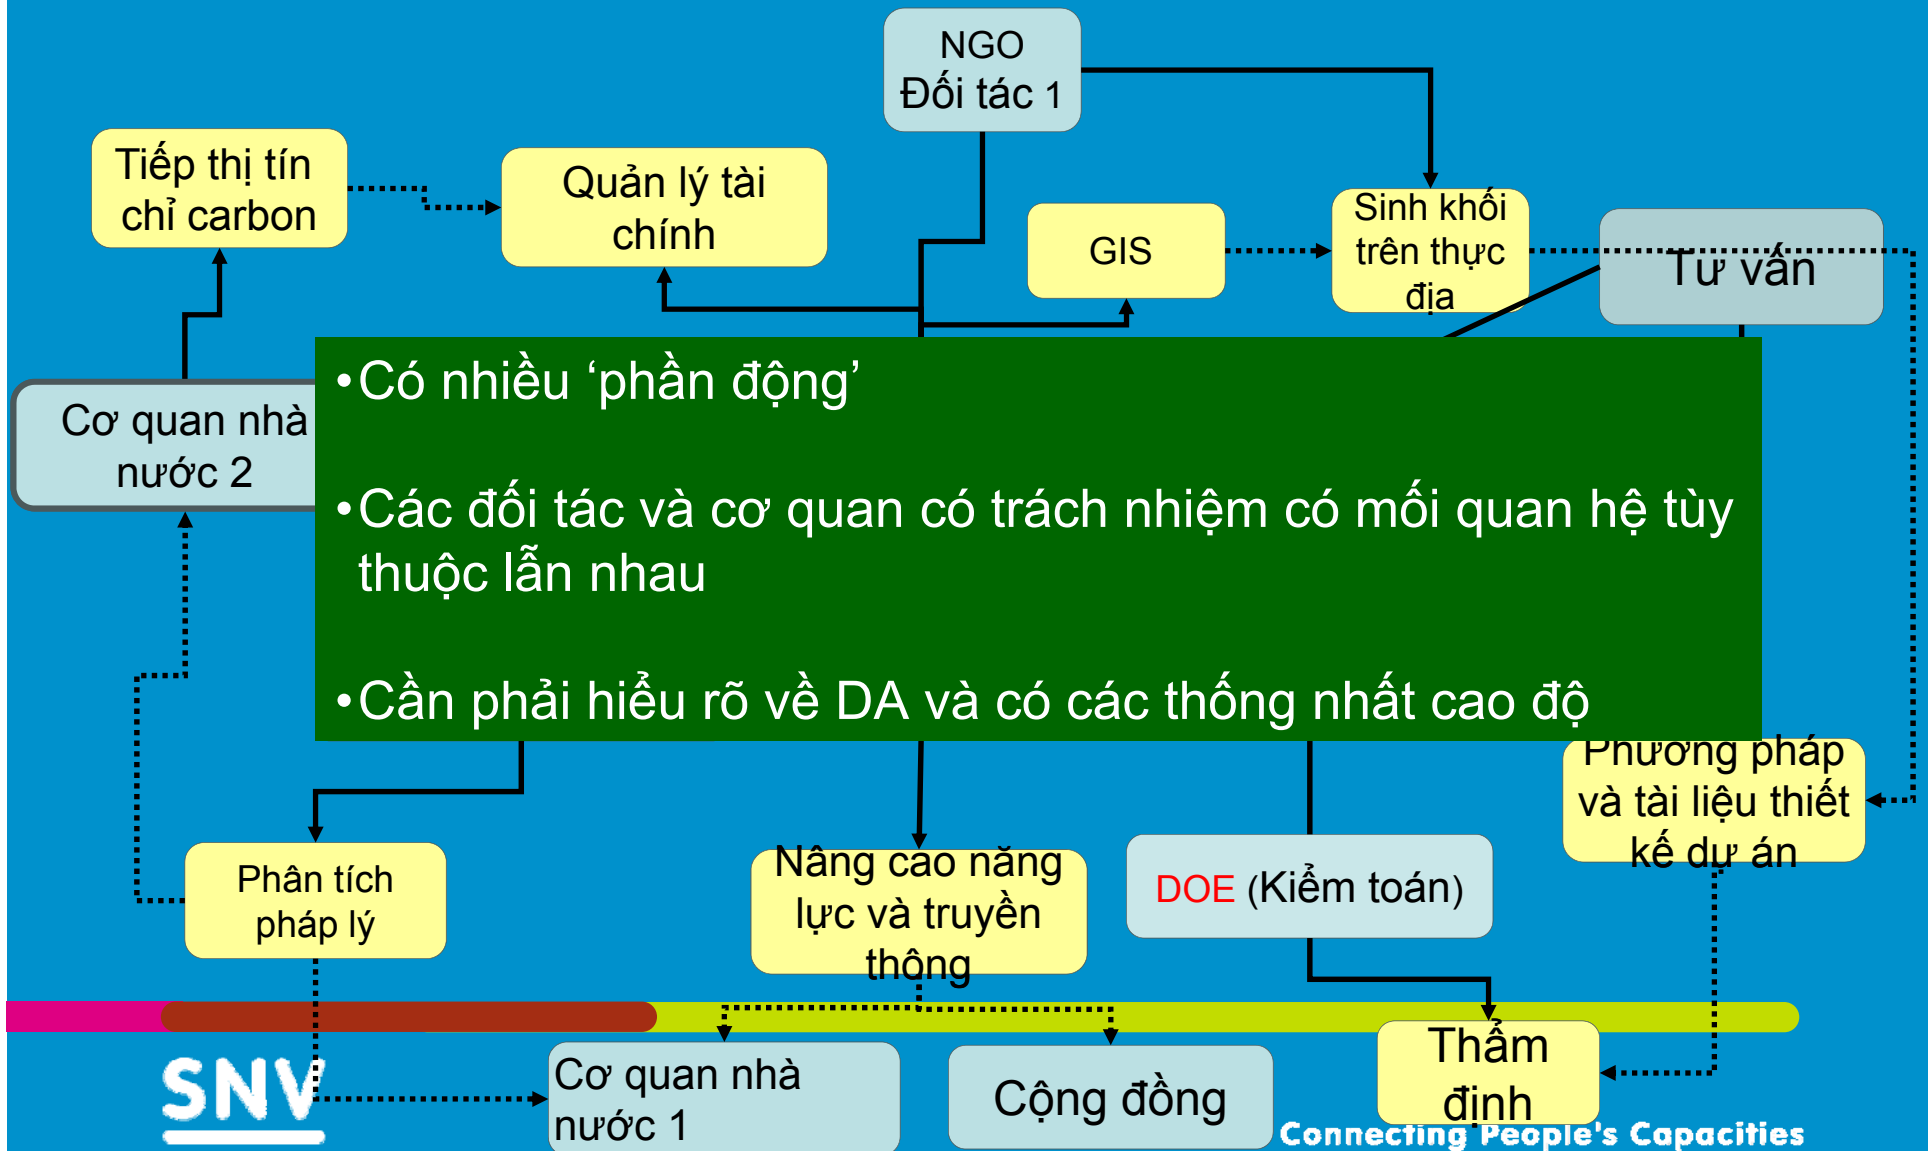 NGO
Đối tác 1
Tiếp thị tín
chỉ carbon
Quản lý tài
chính
GIS
Sinh khối
trên thực
địa
Tư vấn
Cơ quan nhà
nước 2
•Có nhiều ‘phần động’
•Các đối tác và cơ quan có trách nhiệm có mối quan hệ tùy
thuộc lẫn nhau
•Cần phải hiểu rõ về DA và có các thống nhất cao độ
Phương pháp
và tài liệu thiết
kế dự án
Phân tích
pháp lý
Nâng cao năng
lực và truyền
thông
DOE (Kiểm toán)
Thẩm
định
Cơ quan nhà
nước 1
Cộng đồng
SNV
Connecting People's Capacities